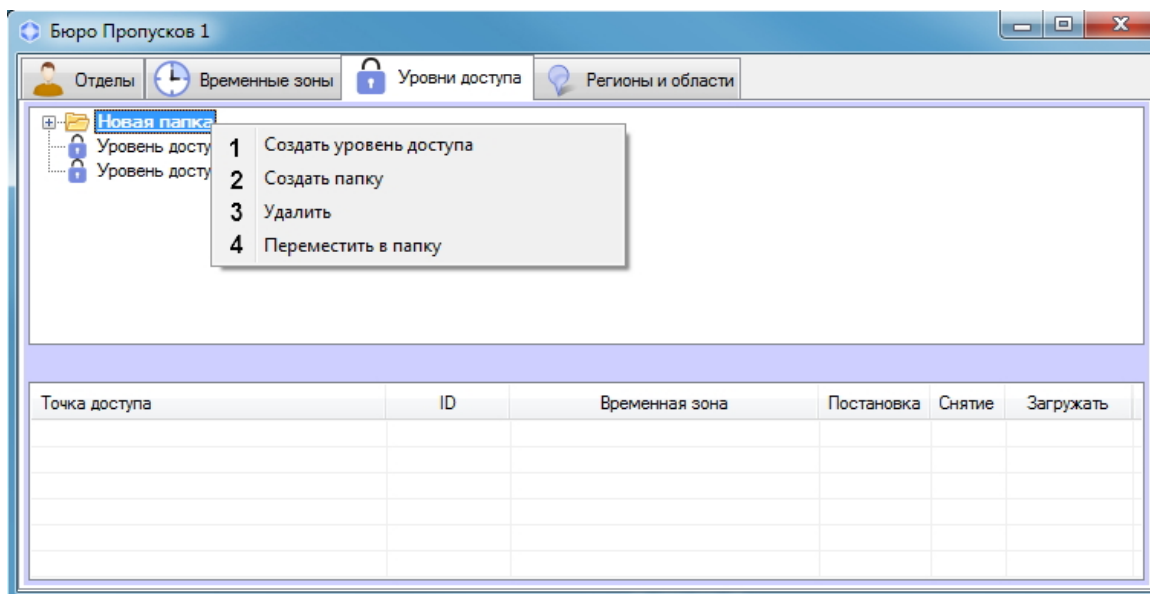 Бюро Пропусков 1
Отделы Временные зоны Уровни доступа Регионы и области
Новая папка
Уровень досту
Уровень досту
1 Создать уровень доступа
2 Создать папку
3 Удалить
4 Переместить в папку
Точка доступа ID Временная зона Постановка Снятие Загружать